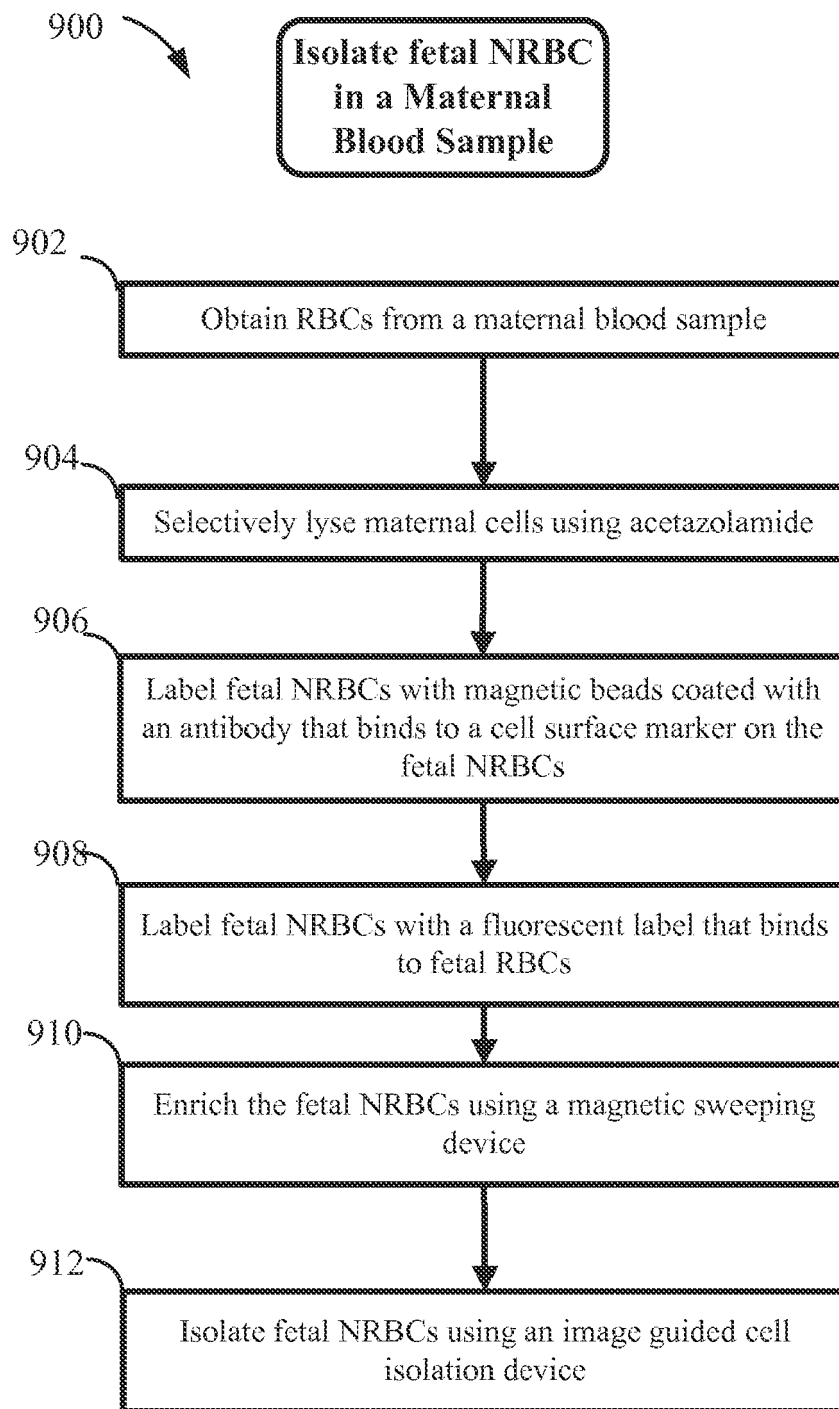 900
Isolate fetal NRBC
in a Maternal
Blood Sample
902
Obtain RBCs from a maternal blood sample
904
Selectively lyse maternal cells using acetazolamide
906
Label fetal NRBCs with magnetic beads coated with
an antibody that binds to a cell surface marker on the
fetal NRBCs
908
Label fetal NRBCs with a fluorescent label that binds
to fetal RBCs
910
Enrich the fetal NRBCs using a magnetic sweeping
device
912
Isolate fetal NRBCs using an image guided cell
isolation device